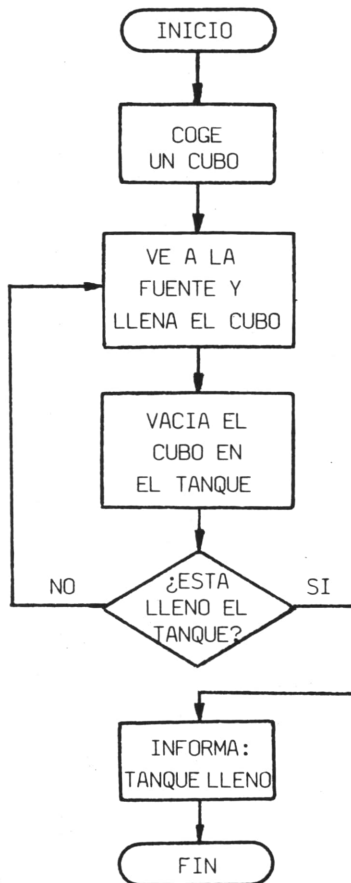 INICIO
COGE
UN CUBO
VE A LA
FUENTE Y
LLENA EL CUBO
VACIA EL
CUBO EN
EL TANQUE
NO
¿ESTA
LLENO EL
TANQUE?
SI
INFORMA:
TANQUE LLENO
FIN